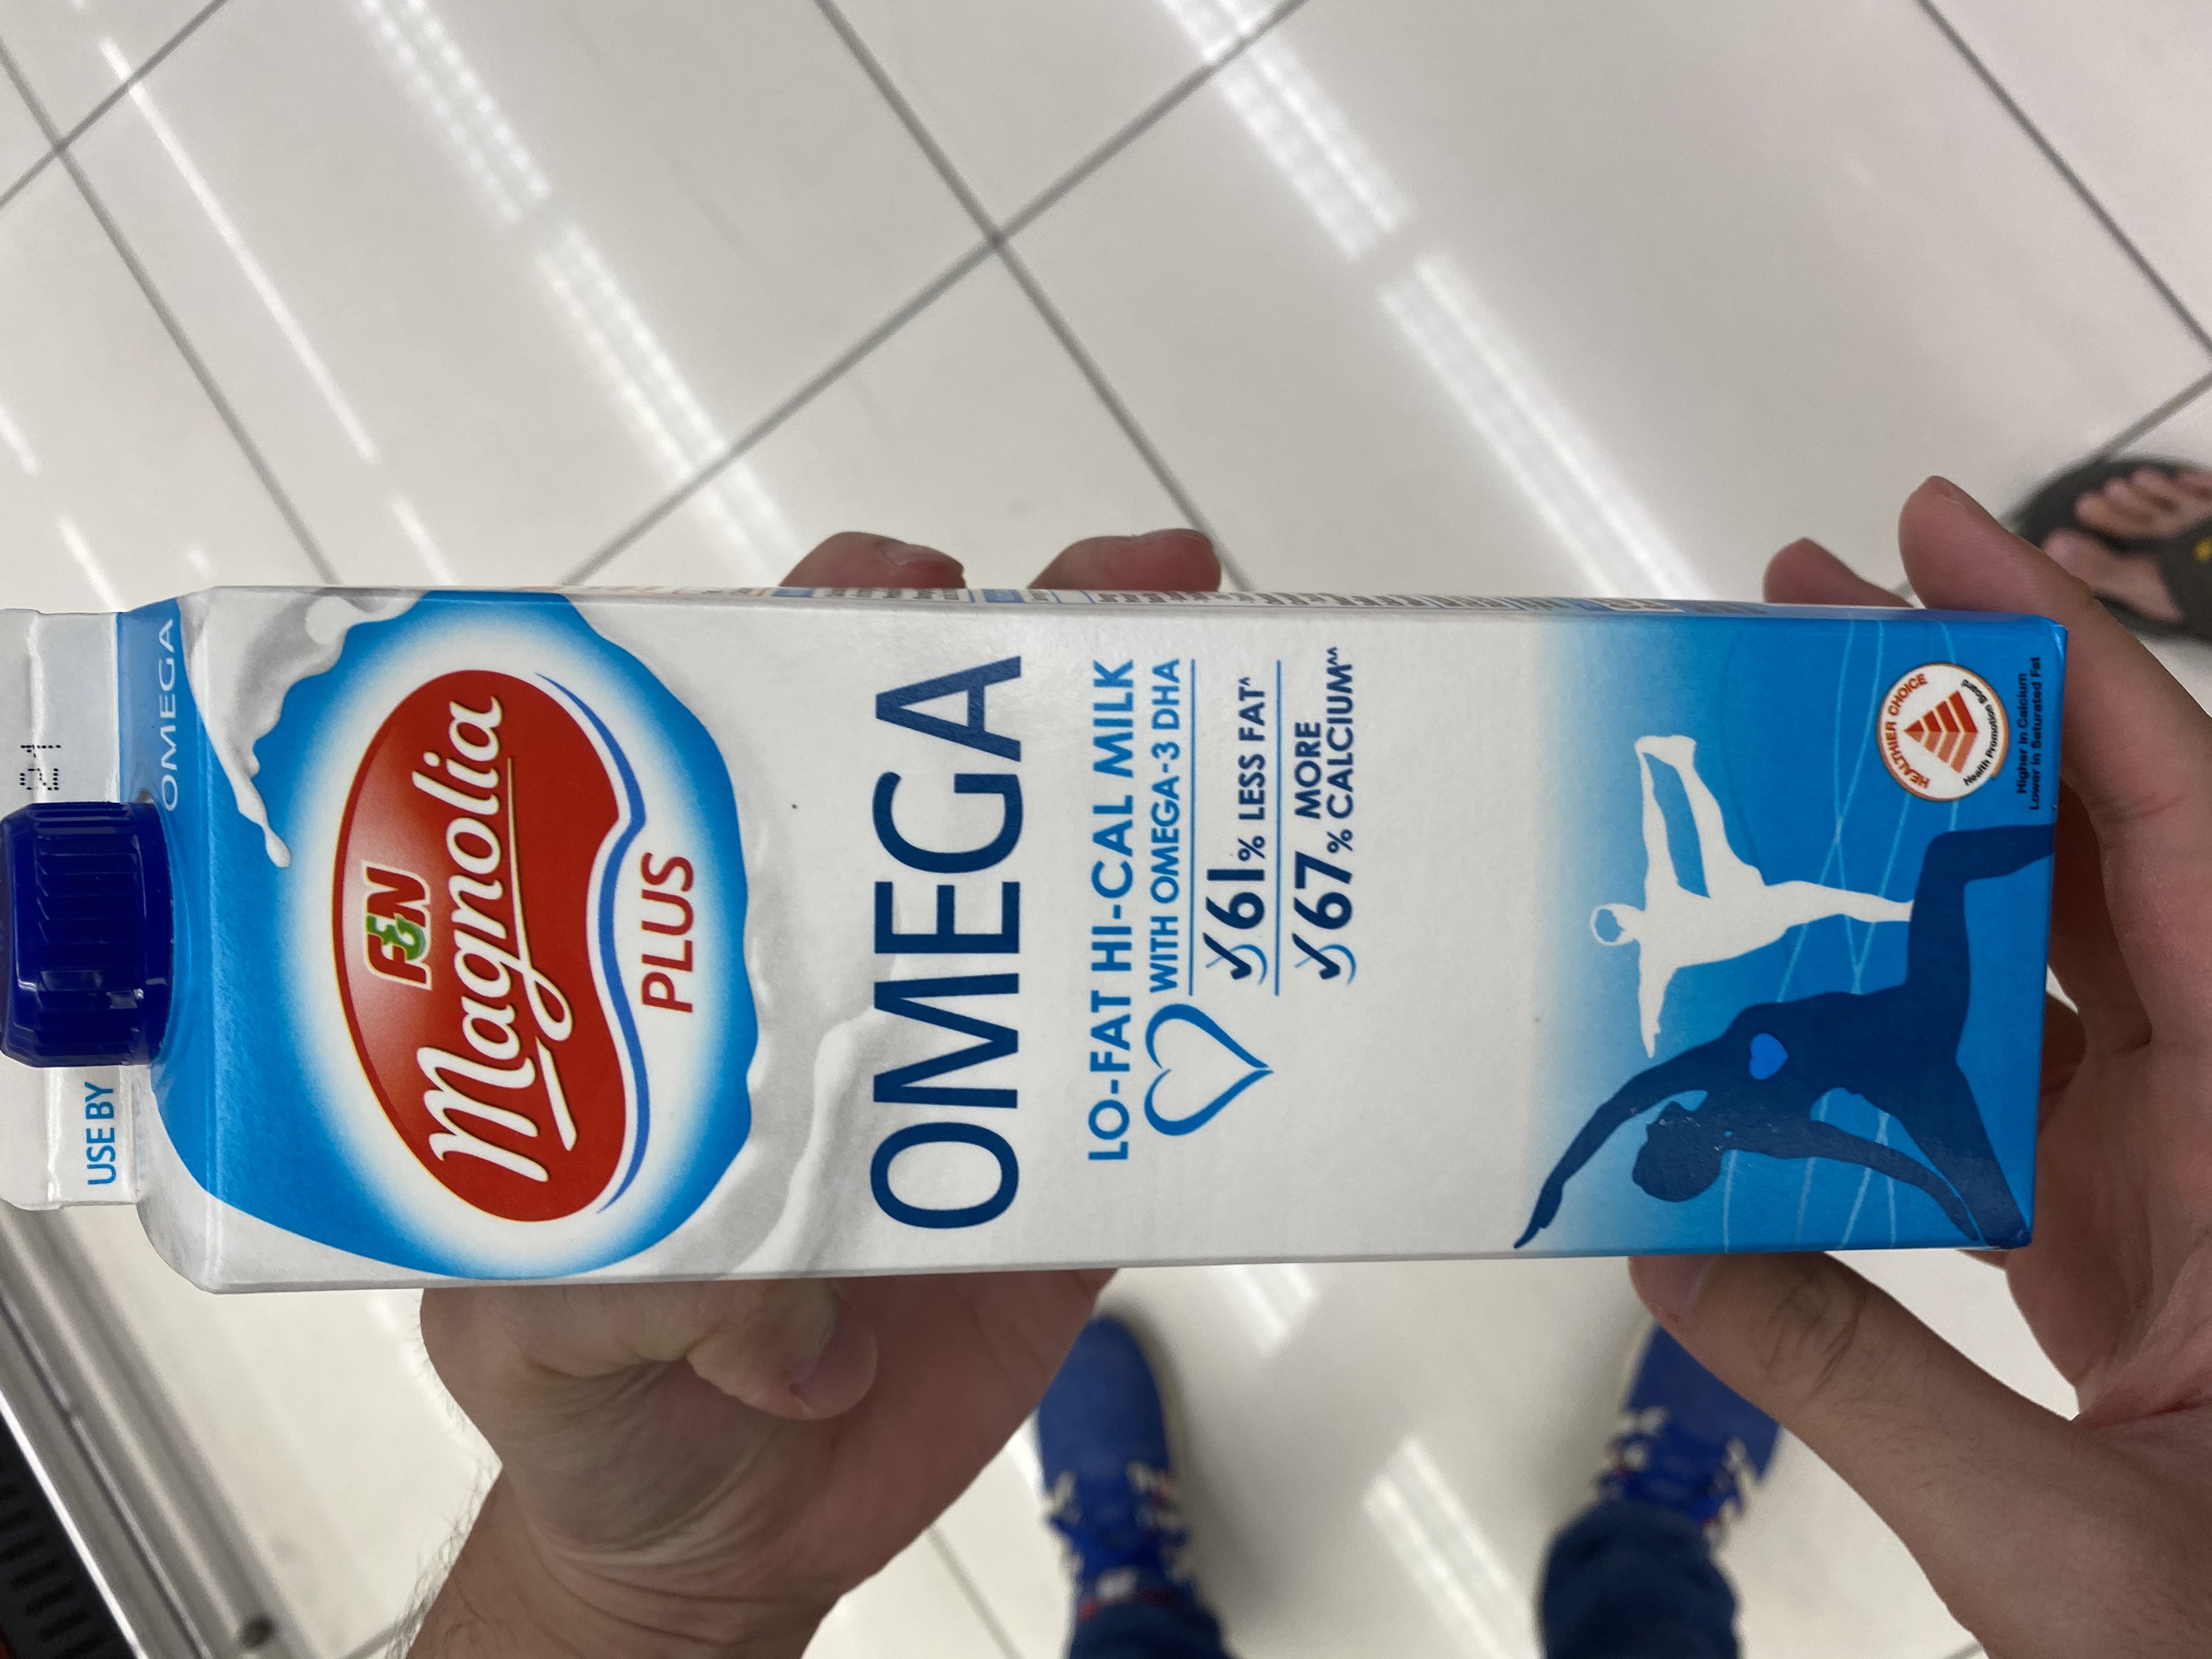 21
USE BY
OMEGA
F&N
Magnolia
PLUS
OMEGA
LO-FAT HI-CAL MILK
WITH OMEGA-3 DHA
61% LESS FAT^
67% MORE
CALCIUM^^
HEALTHIER CHOICE
Health Promotion Board
Higher in Calcium
Lower in Saturated Fat